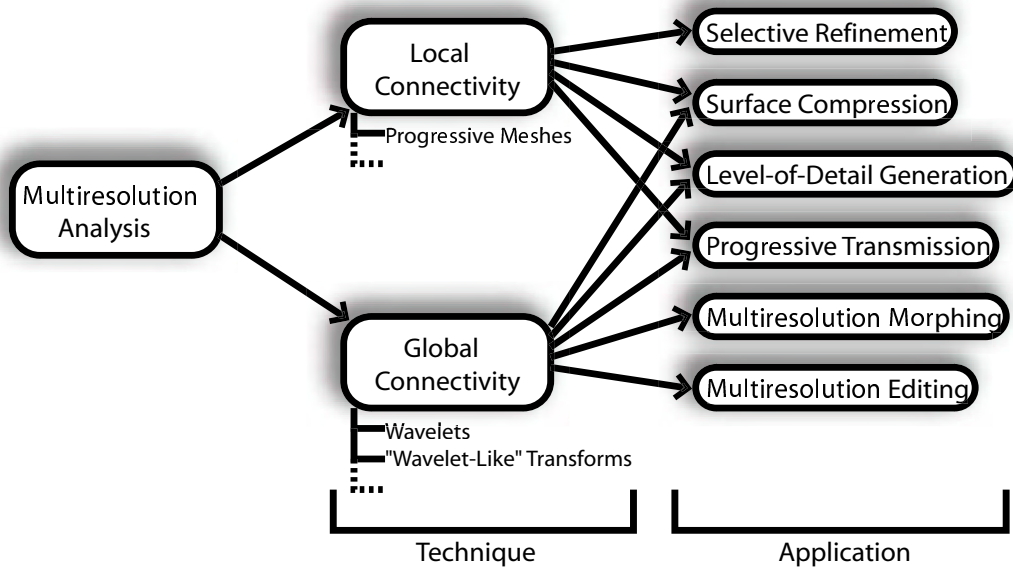 Multiresolution
Analysis
Local
Connectivity
Progressive Meshes
Global
Connectivity
Wavelets
"Wavelet-Like" Transforms
Technique
Selective Refinement
Surface Compression
Level-of-Detail Generation
Progressive Transmission
Multiresolution Morphing
Multiresolution Editing
Application